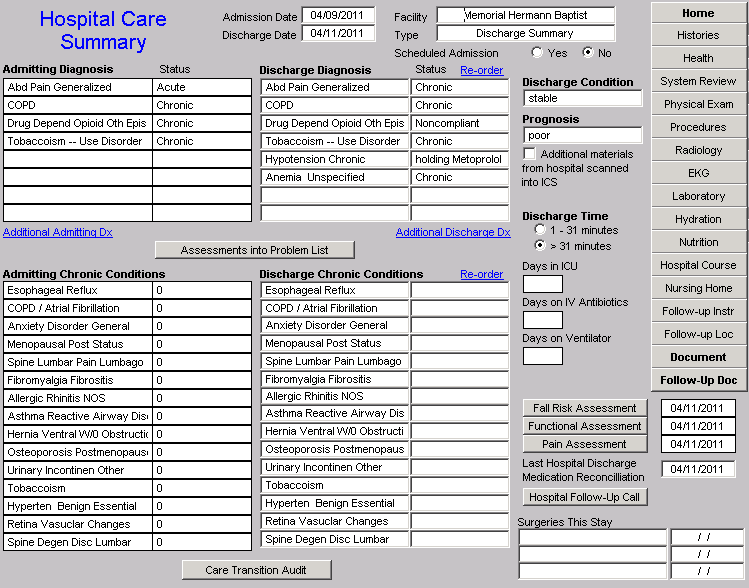 Hospital Care
Summary
Admission Date 04/09/2011
Discharge Date 04/11/2011
Facility Memorial Hermann Baptist
Type Discharge Summary
Scheduled Admission Yes No
Admitting Diagnosis Status
Abd Pain Generalized Acute
COPD Chronic
Drug Depend Opioid Oth Epis Chronic
Tobaccoism -- Use Disorder Chronic
Additional Admitting Dx
Discharge Diagnosis Status Re-order
Abd Pain Generalized Chronic
COPD Chronic
Drug Depend Opioid Oth Epis Noncompliant
Tobaccoism -- Use Disorder Chronic
Hypotension Chronic holding Metoprolol
Anemia Unspecified Chronic
Additional Discharge Dx
Assessments into Problem List
Admitting Chronic Conditions
Esophageal Reflux 0
COPD / Atrial Fibrillation 0
Anxiety Disorder General 0
Menopausal Post Status 0
Spine Lumbar Pain Lumbago 0
Fibromyalgia Fibrositis 0
Allergic Rhinitis NOS 0
Asthma Reactive Airway Dis 0
Hernia Ventral W/0 Obstructi 0
Osteoporosis Postmenopaus 0
Urinary Incontinen Other 0
Tobaccoism 0
Hyperten Benign Essential 0
Retina Vasuclar Changes 0
Spine Degen Disc Lumbar 0
Discharge Chronic Conditions Re-order
Esophageal Reflux
COPD / Atrial Fibrillation
Anxiety Disorder General
Menopausal Post Status
Spine Lumbar Pain Lumbago
Fibromyalgia Fibrositis
Allergic Rhinitis NOS
Asthma Reactive Airway Dis
Hernia Ventral W/0 Obstructi
Osteoporosis Postmenopaus
Urinary Incontinen Other
Tobaccoism
Hyperten Benign Essential
Retina Vasuclar Changes
Spine Degen Disc Lumbar
Care Transition Audit
Discharge Condition
stable
Prognosis
poor
Additional materials
from hospital scanned
into ICS
Discharge Time
1 - 31 minutes
> 31 minutes
Days in ICU
Days on IV Antibiotics
Days on Ventilator
Fall Risk Assessment 04/11/2011
Functional Assessment 04/11/2011
Pain Assessment 04/11/2011
Last Hospital Discharge
Medication Reconcilliation 04/11/2011
Hospital Follow-Up Call
Surgeries This Stay
/ /
/ /
/ /
Home
Histories
Health
System Review
Physical Exam
Procedures
Radiology
EKG
Laboratory
Hydration
Nutrition
Hospital Course
Nursing Home
Follow-up Instr
Follow-up Loc
Document
Follow-Up Doc